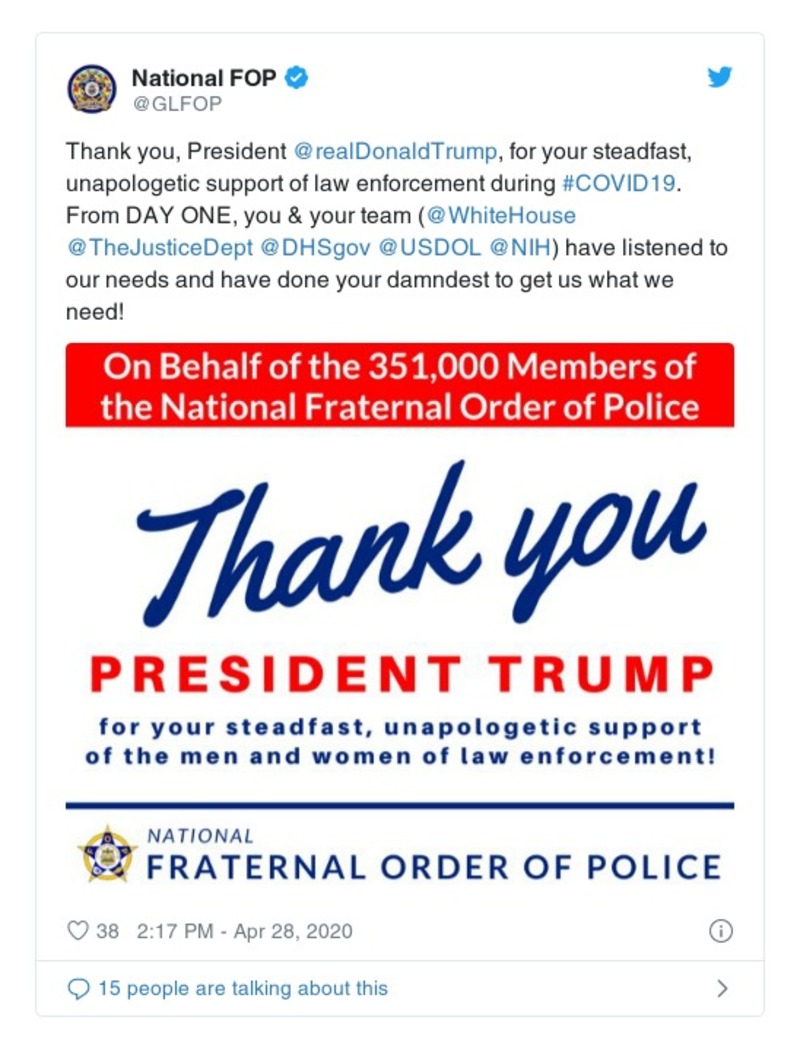 National FOP
@GLFOP
Thank you, President @realDonaldTrump, for your steadfast,
unapologetic support of law enforcement during #COVID19.
From DAY ONE, you & your team (@WhiteHouse
@TheJusticeDept @DHSgov @USDOL @NIH) have listened to
our needs and have done your damndest to get us what we
need!
On Behalf of the 351,000 Members of
the National Fraternal Order of Police
Thank you
PRESIDENT TRUMP
for your steadfast, unapologetic support
of the men and women of law enforcement!
NATIONAL
FRATERNAL ORDER OF POLICE
38 2:17 PM - Apr 28, 2020
15 people are talking about this